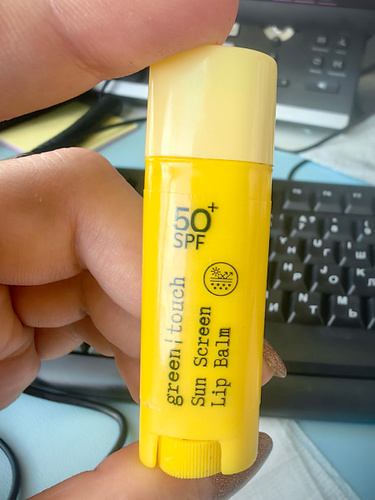 50+
SPF
green¦touch
Sun Screen
Lip Balm